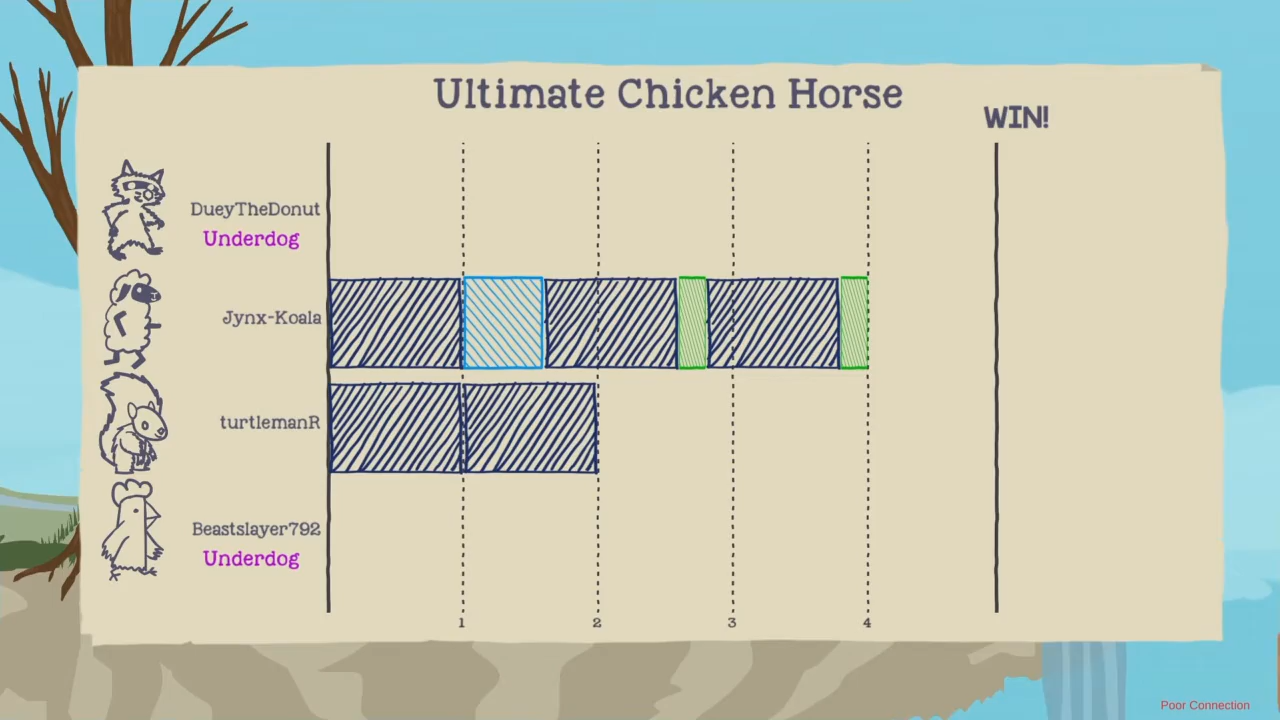 Ultimate Chicken Horse
WIN!
DueyTheDonut
Underdog
Jynx-Koala
turtlemanR
Beastslayer792
Underdog
1 2 3 4
Poor Connection